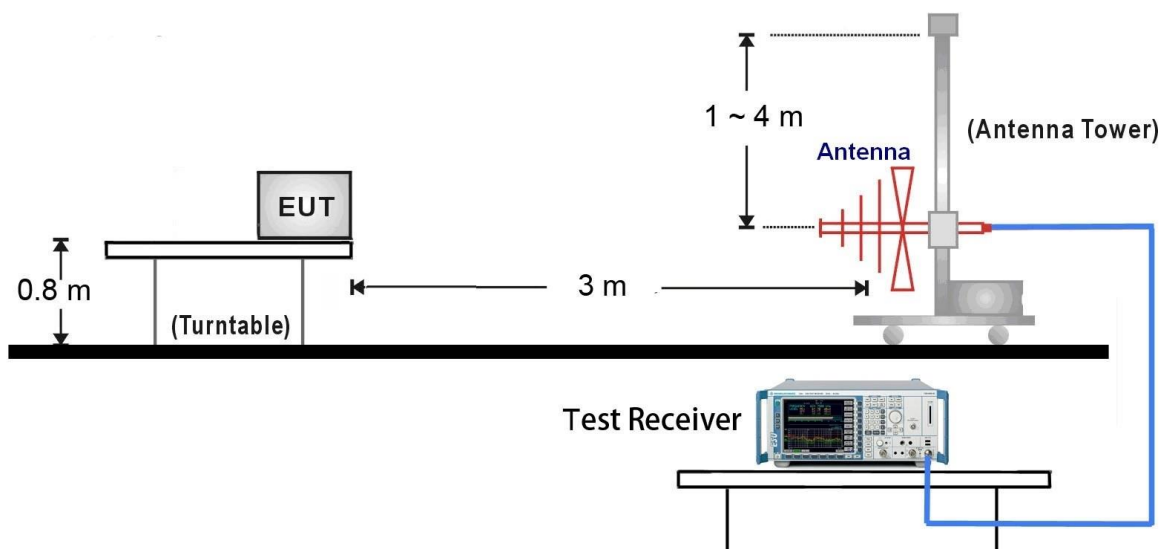 1 ~ 4 m
(Antenna Tower)
Antenna
EUT
0.8 m
3 m
(Turntable)
Test Receiver